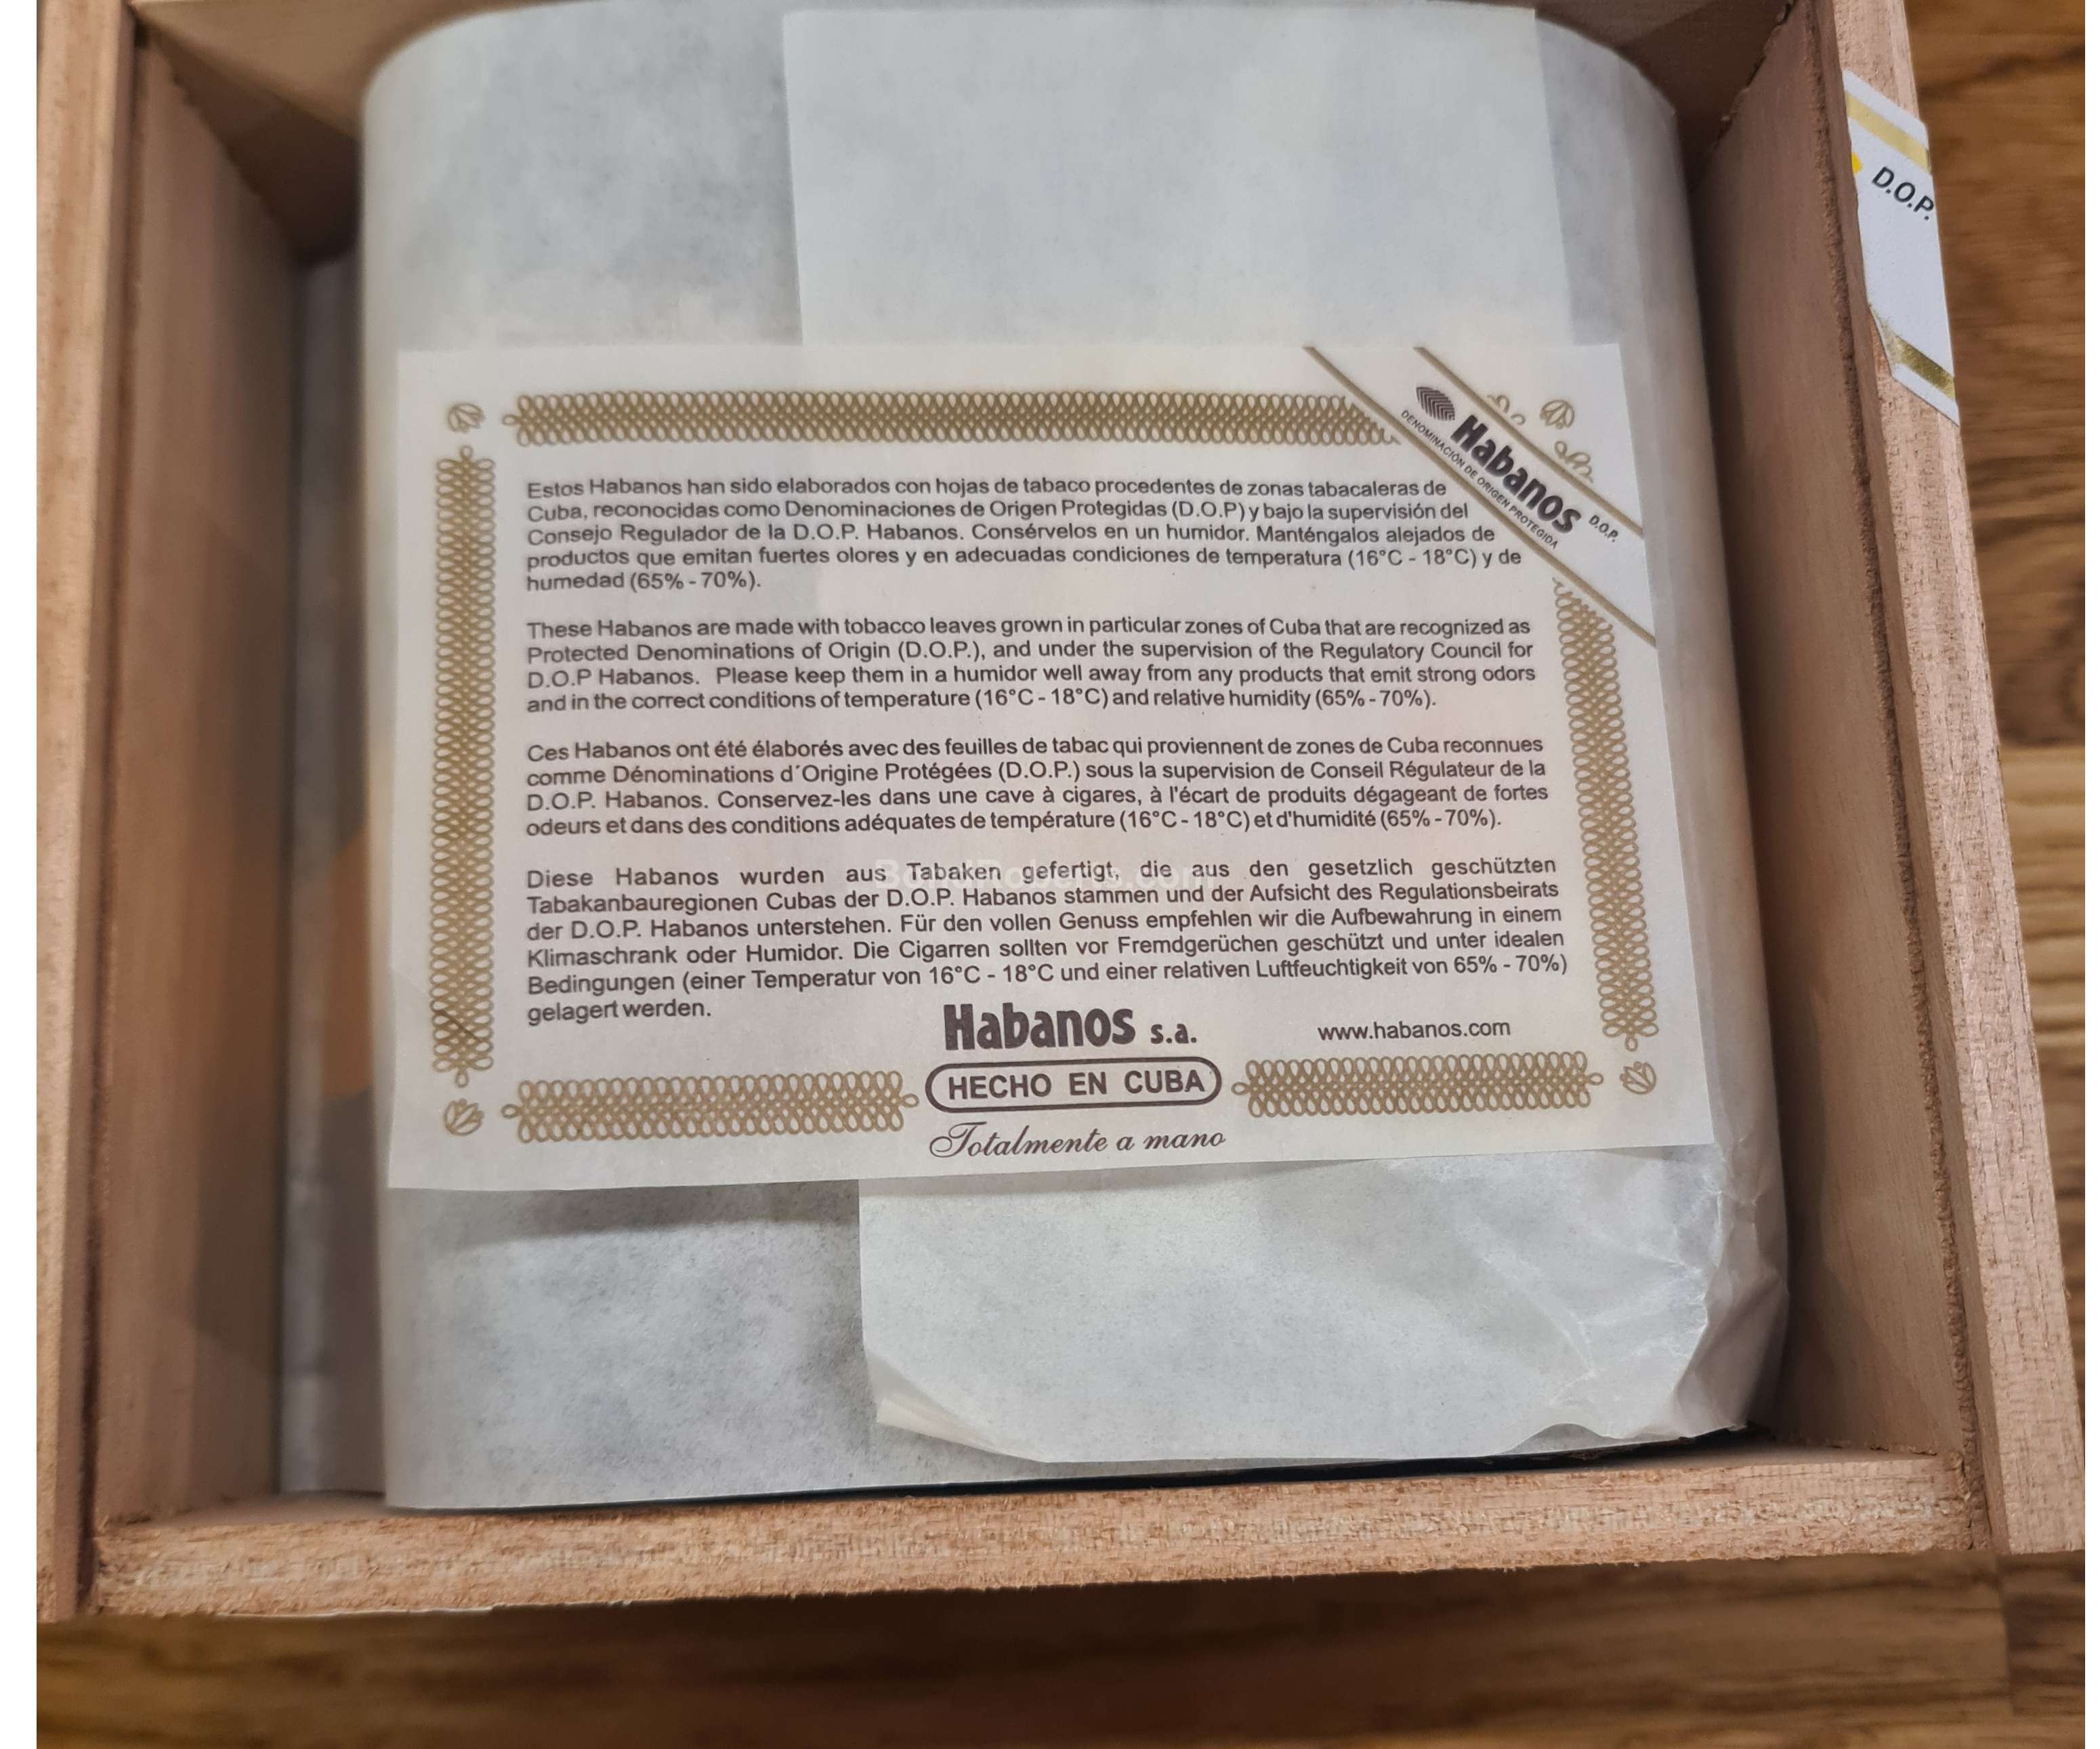 D.O.P.
Habanos D.O.P.
DENOMINACIÓN DE ORIGEN PROTEGIDA
Estos Habanos han sido elaborados con hojas de tabaco procedentes de zonas tabacaleras de
Cuba, reconocidas como Denominaciones de Origen Protegidas (D.O.P) y bajo la supervisión del
Consejo Regulador de la D.O.P. Habanos. Consérvelos en un humidor. Manténgalos alejados de
productos que emitan fuertes olores y en adecuadas condiciones de temperatura (16°C - 18°C) y de
humedad (65% - 70%).
These Habanos are made with tobacco leaves grown in particular zones of Cuba that are recognized as
Protected Denominations of Origin (D.O.P.), and under the supervision of the Regulatory Council for
D.O.P Habanos. Please keep them in a humidor well away from any products that emit strong odors
and in the correct conditions of temperature (16°C - 18°C) and relative humidity (65% - 70%).
Ces Habanos ont été élaborés avec des feuilles de tabac qui proviennent de zones de Cuba reconnues
comme Dénominations d´Origine Protégées (D.O.P.) sous la supervision de Conseil Régulateur de la
D.O.P. Habanos. Conservez-les dans une cave à cigares, à l'écart de produits dégageant de fortes
odeurs et dans des conditions adéquates de température (16°C - 18°C) et d'humidité (65% - 70%).
Diese Habanos wurden aus Tabaken gefertigt, die aus den gesetzlich geschützten
Tabakanbauregionen Cubas der D.O.P. Habanos stammen und der Aufsicht des Regulationsbeirats
der D.O.P. Habanos unterstehen. Für den vollen Genuss empfehlen wir die Aufbewahrung in einem
Klimaschrank oder Humidor. Die Cigarren sollten vor Fremdgerüchen geschützt und unter idealen
Bedingungen (einer Temperatur von 16°C - 18°C und einer relativen Luftfeuchtigkeit von 65% - 70%)
gelagert werden.
Habanos s.a.
www.habanos.com
HECHO EN CUBA
Totalmente a mano